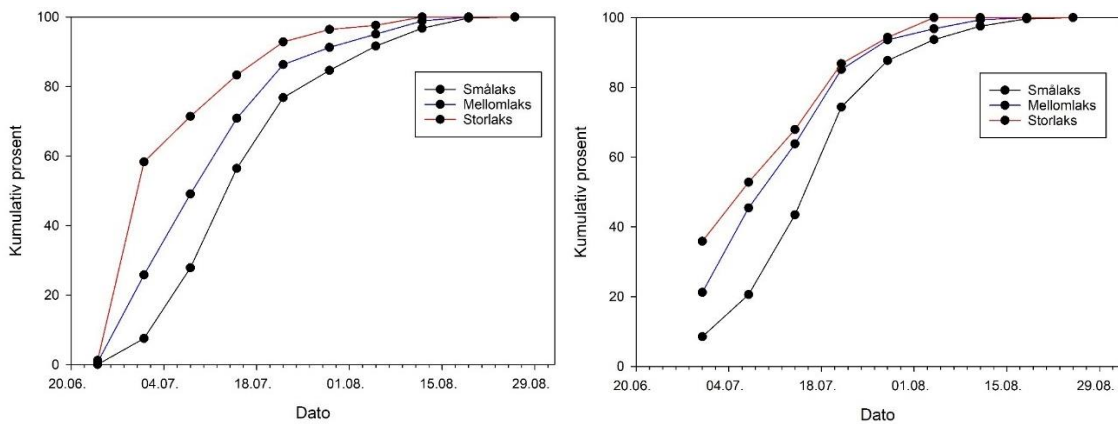 Kumulativ prosent
100
80
60
40
20
0
Smålaks
Mellomlaks
Storlaks
20.06. 04.07. 18.07. 01.08. 15.08. 29.08.
Dato
Kumulativ prosent
100
80
60
40
20
0
Smålaks
Mellomlaks
Storlaks
20.06. 04.07. 18.07. 01.08. 15.08. 29.08.
Dato